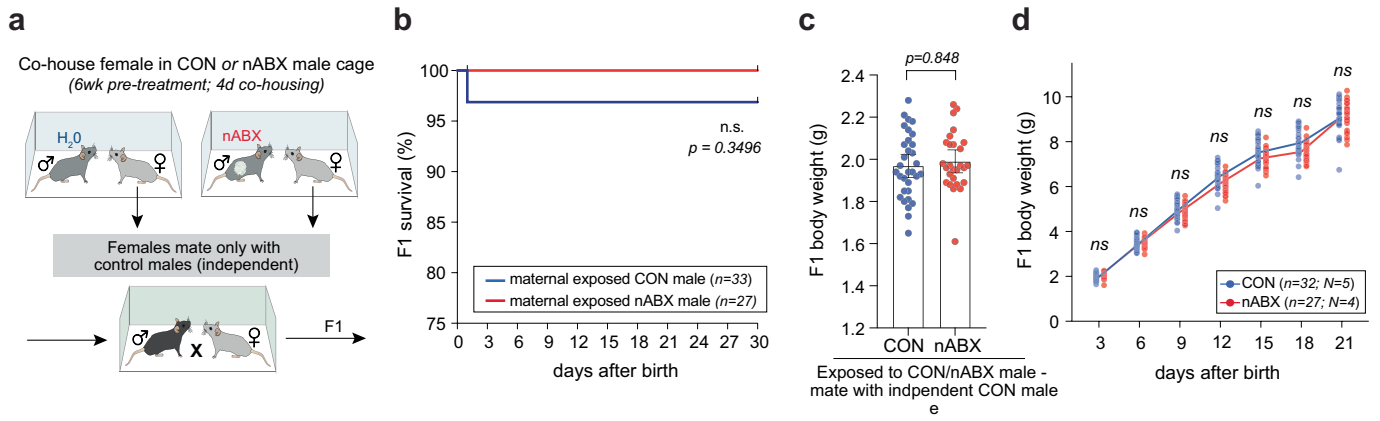 a
Co-house female in CON or nABX male cage
(6wk pre-treatment; 4d co-housing)
H20
nABX
♂
♀
♂
♀
Females mate only with
control males (independent)
♂
♀
X
F1
b
F1 survival (%)
100
95
90
85
80
75
n.s.
p = 0.3496
maternal exposed CON male (n=33)
maternal exposed nABX male (n=27)
0 3 6 9 12 15 18 21 24 27 30
days after birth
c
p=0.848
F1 body weight (g)
2.4
2.2
2.0
1.8
1.6
1.4
1.2
CON nABX
Exposed to CON/nABX male -
mate with indpendent CON male
e
d
F1 body weight (g)
10
8
6
4
2
0
ns ns ns ns ns ns ns
CON (n=32; N=5)
nABX (n=27; N=4)
3 6 9 12 15 18 21
days after birth